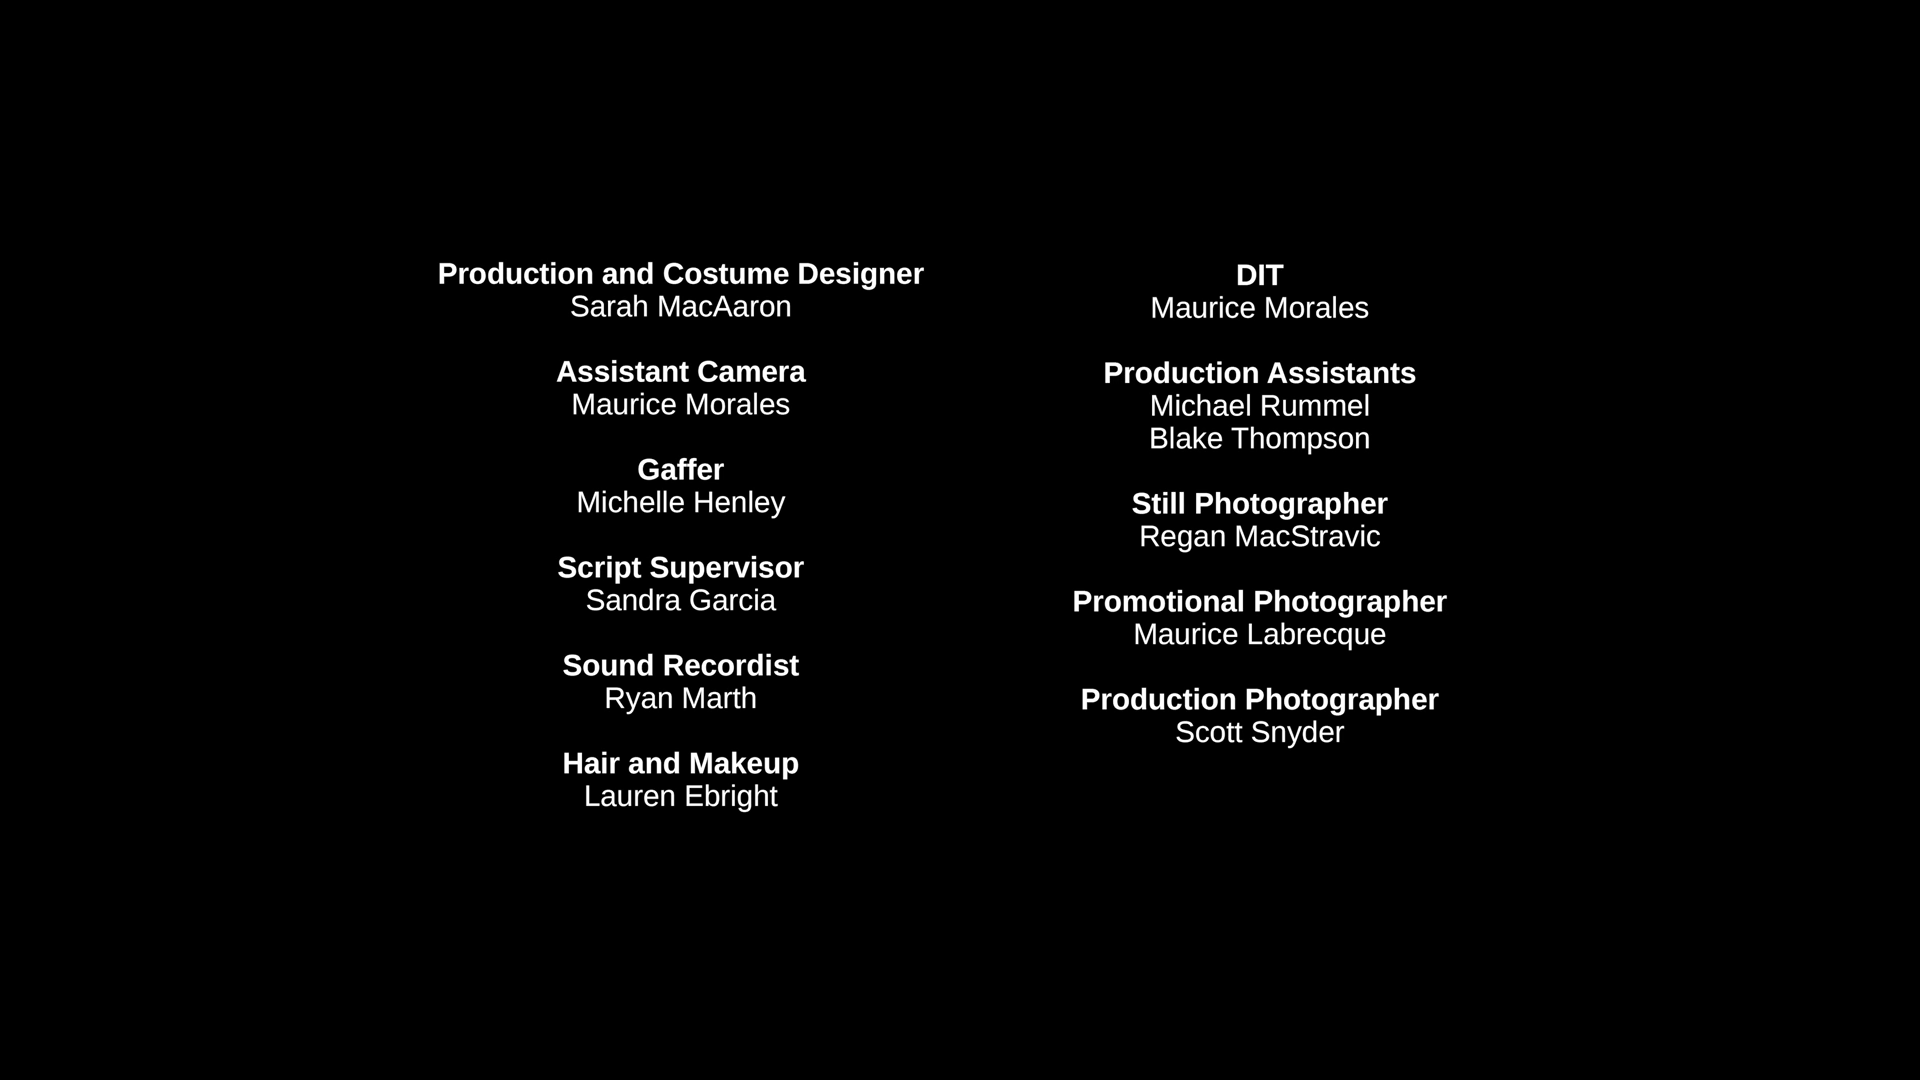 Production and Costume Designer
Sarah MacAaron
Assistant Camera
Maurice Morales
Gaffer
Michelle Henley
Script Supervisor
Sandra Garcia
Sound Recordist
Ryan Marth
Hair and Makeup
Lauren Ebright
DIT
Maurice Morales
Production Assistants
Michael Rummel
Blake Thompson
Still Photographer
Regan MacStravic
Promotional Photographer
Maurice Labrecque
Production Photographer
Scott Snyder